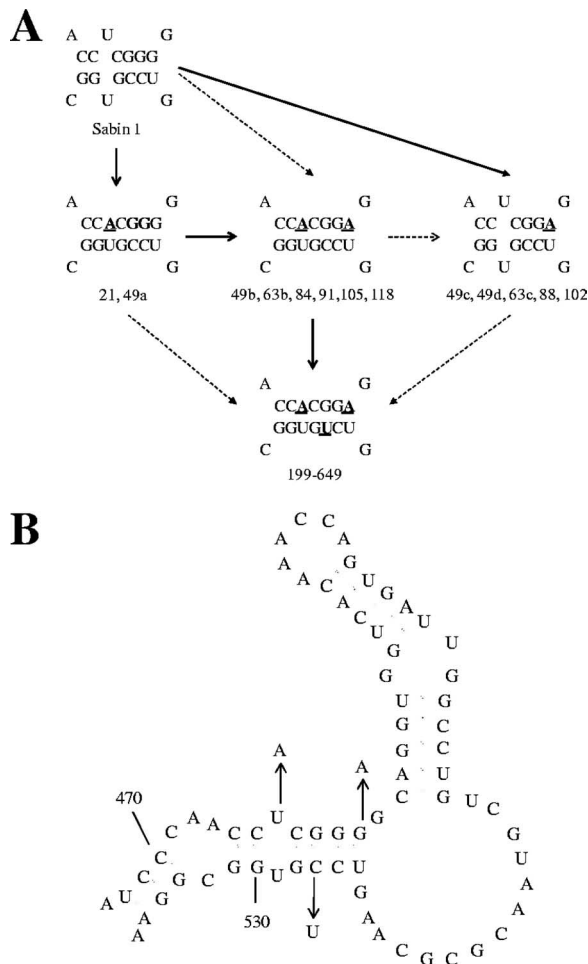 A
A U G
CC CGGG
GG GCCU
C U G
Sabin 1
A G A G A U G
CCACGGG CCACGGA CC CGGA
GGUGCCU GGUGCCU GG GCCU
C G C G C U G
21, 49a 49b, 63b, 84, 91,105, 118 49c, 49d, 63c, 88, 102
A G
CCACGGA
GGUGUCU
C G
199-649
B
C C
A A
A G
A C U G
A A
C U
U U
G G
G G
U G
G C
G C
A A A U
C G U C
470 G G
A A C C U C G G G U
C
C A
C G C G G U G C C U A
C G G
U A C
A A A G
A C G C
530 U